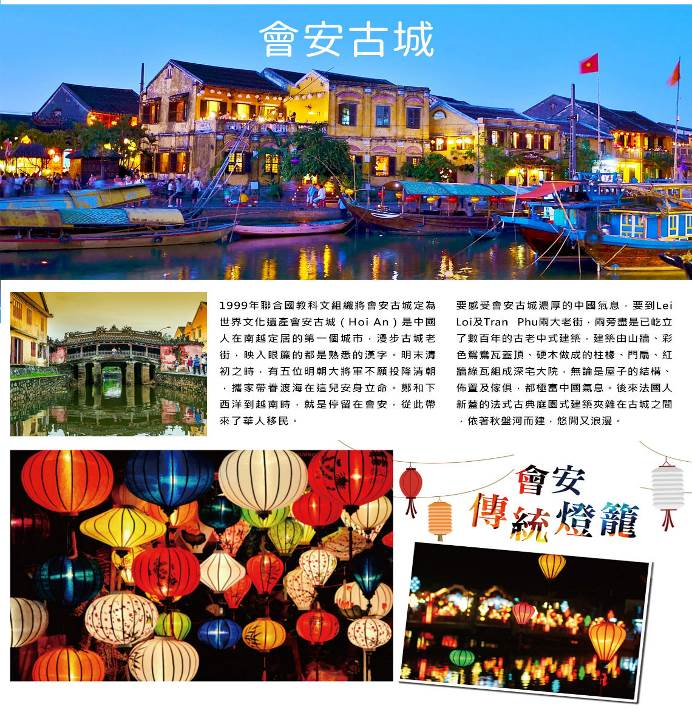 會安古城
1999年聯合國教科文組織將會安古城定為
世界文化遺產會安古城（Hoi An）是中國
人在南越定居的第一個城市，漫步古城老
街，映入眼簾的都是熟悉的漢字，明末清
初之時，有五位明朝大將軍不願投降清朝
，攜家帶眷渡海在這兒安身立命。鄭和下
西洋到越南時，就是停留在會安，從此帶
來了華人移民。
要感受會安古城濃厚的中國氣息，要到Lei
Loi及Tran Phu兩大老街，兩旁盡是已屹立
了數百年的古老中式建築。建築由山牆、彩
色鴛鴦瓦蓋頂、硬木做成的柱樑、門扇、紅
牆綠瓦組成深宅大院，無論是屋子的結構、
佈置及傢俱，都極富中國氣息。後來法國人
新蓋的法式古典庭園式建築夾雜在古城之間
，依著秋盤河而建，悠閒又浪漫。
會安
傳統燈籠